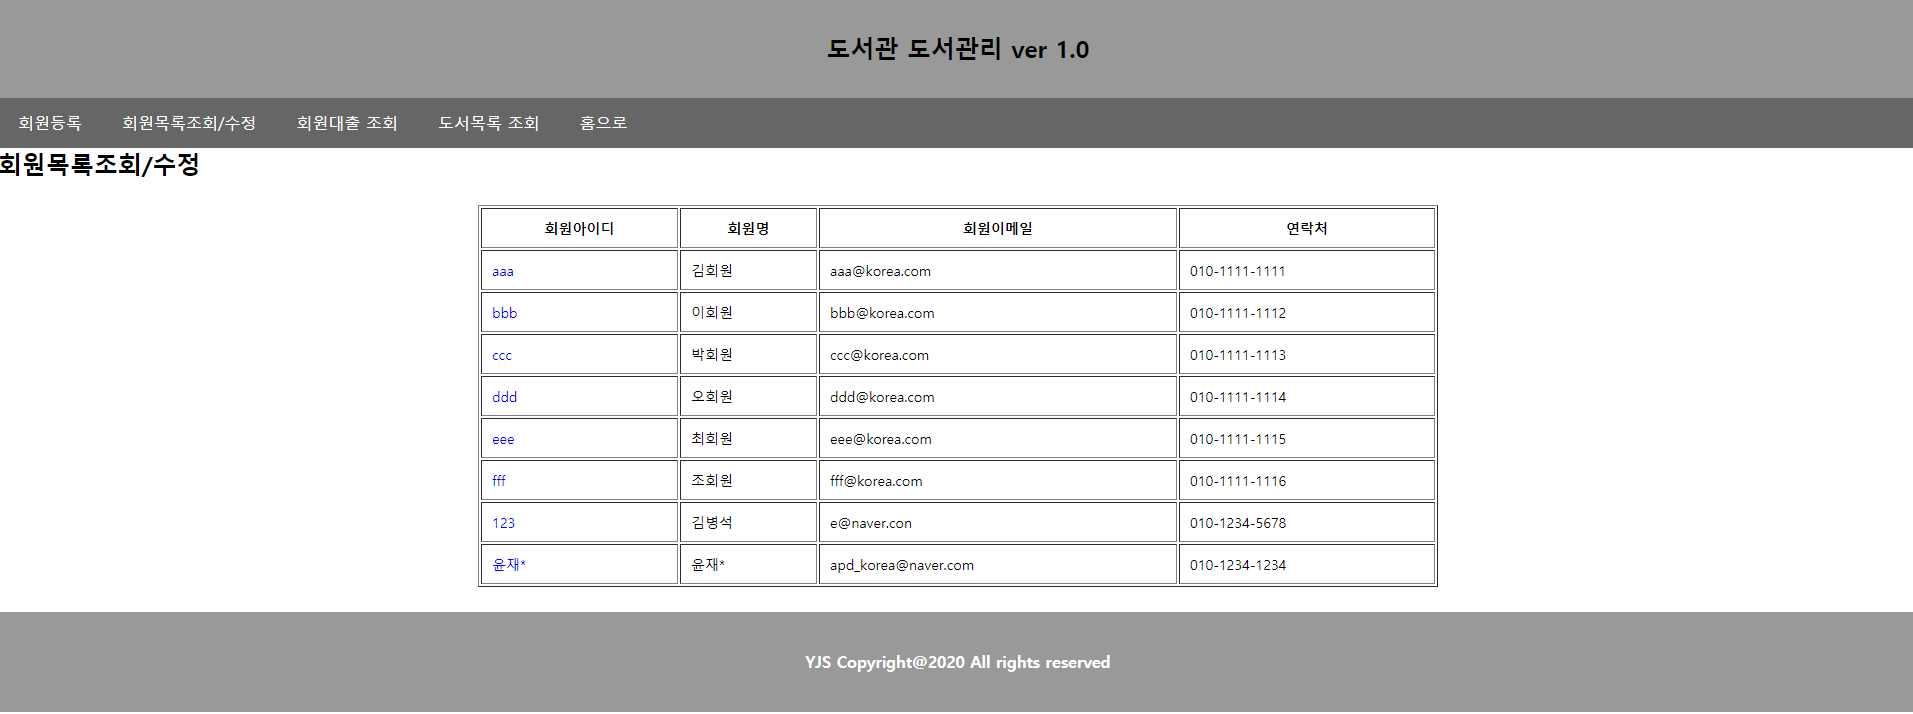 도서관 도서관리 ver 1.0
회원등록 회원목록조회/수정 회원대출 조회 도서목록 조회 홈으로
회원목록조회/수정
회원아이디 회원명 회원이메일 연락처
aaa 김회원 aaa@korea.com 010-1111-1111
bbb 이회원 bbb@korea.com 010-1111-1112
ccc 박회원 ccc@korea.com 010-1111-1113
ddd 오회원 ddd@korea.com 010-1111-1114
eee 최회원 eee@korea.com 010-1111-1115
fff 조회원 fff@korea.com 010-1111-1116
123 김병석 e@naver.con 010-1234-5678
윤재* 윤재* apd_korea@naver.com 010-1234-1234
YJS Copyright@2020 All rights reserved